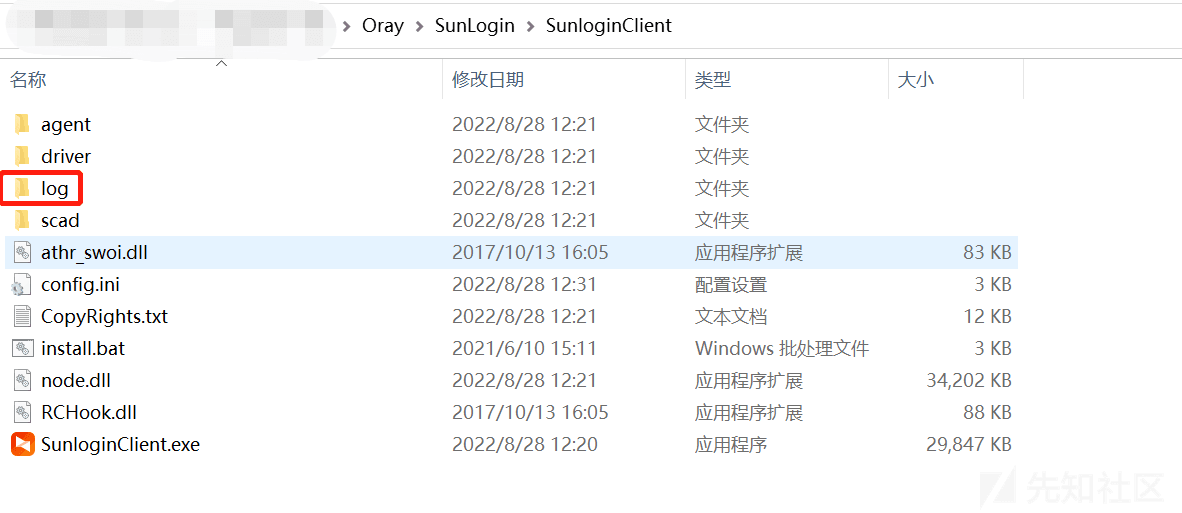 Oray > SunLogin > SunloginClient
名称 修改日期 类型 大小
agent 2022/8/28 12:21 文件夹
driver 2022/8/28 12:21 文件夹
log 2022/8/28 12:21 文件夹
scad 2022/8/28 12:21 文件夹
athr_swoi.dll 2017/10/13 16:05 应用程序扩展 83 KB
config.ini 2022/8/28 12:31 配置设置 3 KB
CopyRights.txt 2022/8/28 12:21 文本文档 12 KB
install.bat 2021/6/10 15:11 Windows 批处理文件 3 KB
node.dll 2022/8/28 12:21 应用程序扩展 34,202 KB
RCHook.dll 2017/10/13 16:05 应用程序扩展 88 KB
SunloginClient.exe 2022/8/28 12:20 应用程序 29,847 KB
先知社区